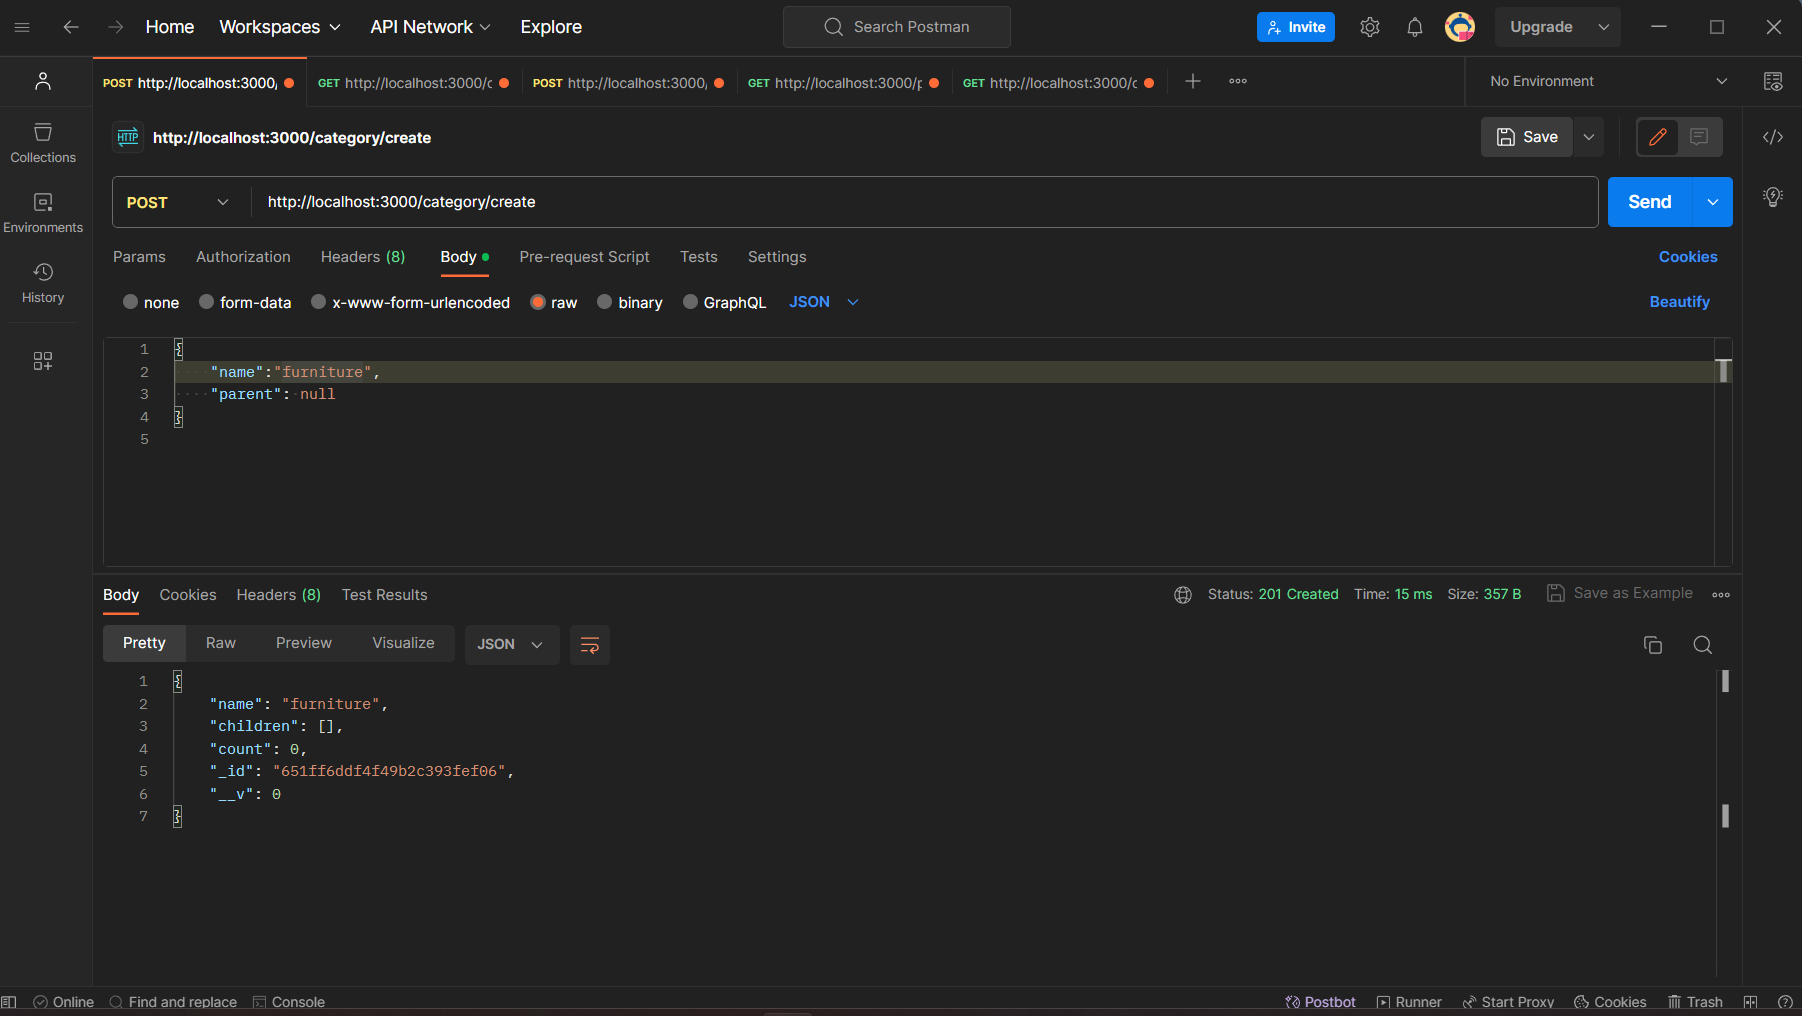 Home Workspaces API Network Explore Search Postman Invite Upgrade
POST http://localhost:3000/ GET http://localhost:3000/c POST http://localhost:3000/ GET http://localhost:3000/p GET http://localhost:3000/c No Environment
Collections
Environments
History
HTTP http://localhost:3000/category/create Save
POST http://localhost:3000/category/create Send
Params Authorization Headers (8) Body Pre-request Script Tests Settings Cookies
none form-data x-www-form-urlencoded raw binary GraphQL JSON Beautify
1 {
2 "name":"furniture",
3 "parent": null
4 }
5
Body Cookies Headers (8) Test Results Status: 201 Created Time: 15 ms Size: 357 B Save as Example
Pretty Raw Preview Visualize JSON
1 {
2 "name": "furniture",
3 "children": [],
4 "count": 0,
5 "_id": "651ff6ddf4f49b2c393fef06",
6 "__v": 0
7 }
Online Find and replace Console Postbot Runner Start Proxy Cookies Trash